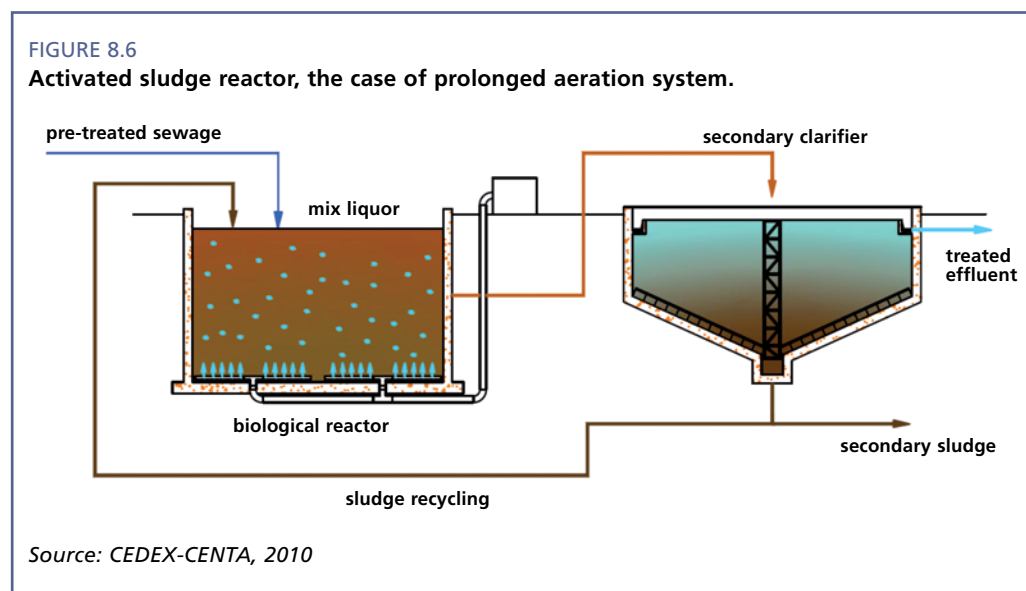 FIGURE 8.6
Activated sludge reactor, the case of prolonged aeration system.
pre-treated sewage
secondary clarifier
mix liquor
treated
effluent
biological reactor
secondary sludge
sludge recycling
Source: CEDEX-CENTA, 2010